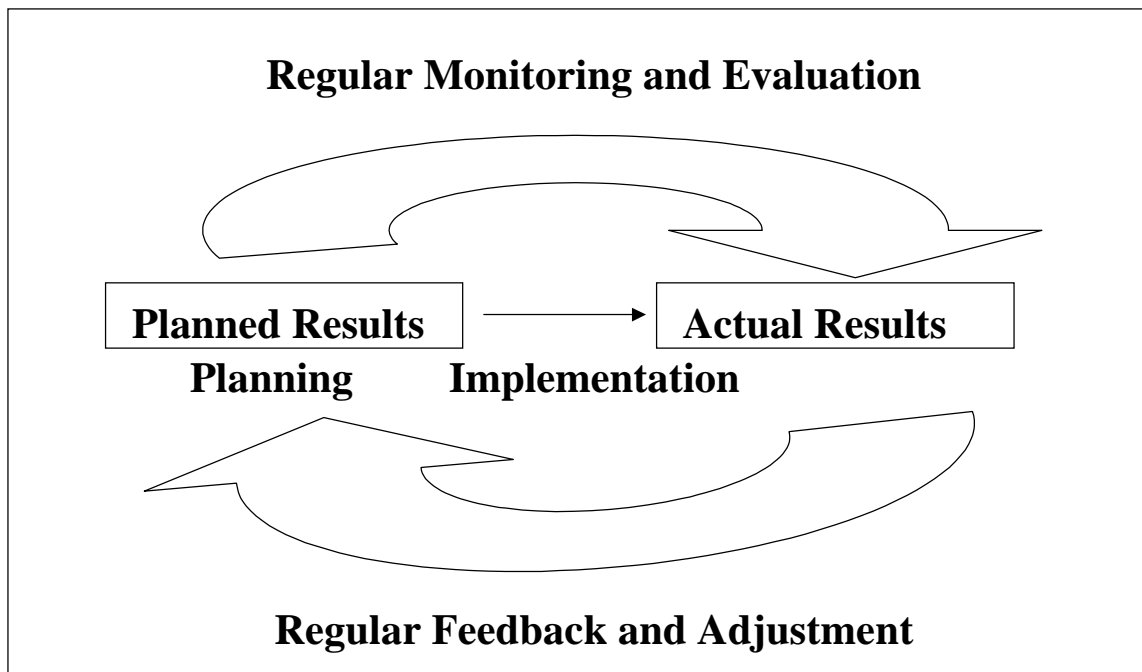 Regular Monitoring and Evaluation
Planned Results
Actual Results
Planning
Implementation
Regular Feedback and Adjustment